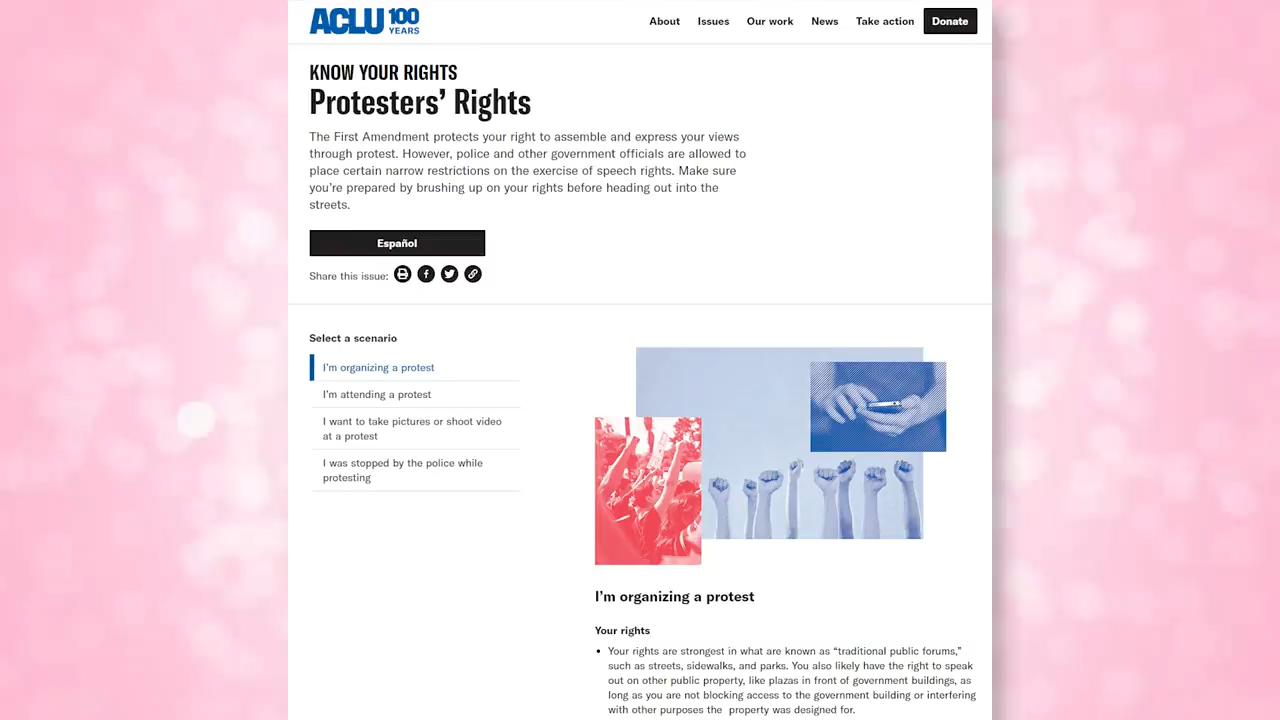 ACLU 100 YEARS
About Issues Our work News Take action Donate
KNOW YOUR RIGHTS
Protesters’ Rights
The First Amendment protects your right to assemble and express your views
through protest. However, police and other government officials are allowed to
place certain narrow restrictions on the exercise of speech rights. Make sure
you’re prepared by brushing up on your rights before heading out into the
streets.
Español
Share this issue:
Select a scenario
I’m organizing a protest
I’m attending a protest
I want to take pictures or shoot video
at a protest
I was stopped by the police while
protesting
I’m organizing a protest
Your rights
• Your rights are strongest in what are known as “traditional public forums,”
such as streets, sidewalks, and parks. You also likely have the right to speak
out on other public property, like plazas in front of government buildings, as
long as you are not blocking access to the government building or interfering
with other purposes the property was designed for.